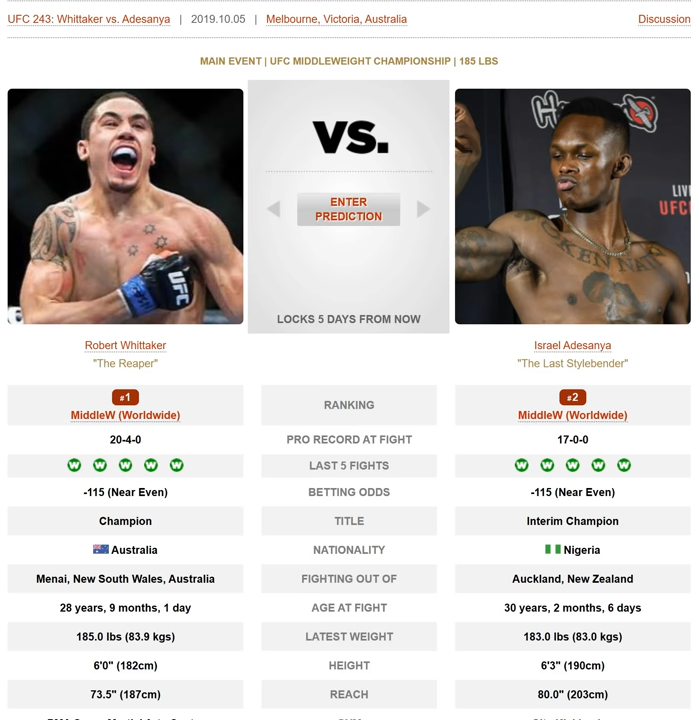 UFC 243: Whittaker vs. Adesanya | 2019.10.05 | Melbourne, Victoria, Australia Discussion
MAIN EVENT | UFC MIDDLEWEIGHT CHAMPIONSHIP | 185 LBS
VS.
ENTER
PREDICTION
LOCKS 5 DAYS FROM NOW
UFC
LIV
UFC
Robert Whittaker Israel Adesanya
"The Reaper" "The Last Stylebender"
#1 RANKING #2
MiddleW (Worldwide) MiddleW (Worldwide)
20-4-0 PRO RECORD AT FIGHT 17-0-0
W W W W W LAST 5 FIGHTS W W W W W
-115 (Near Even) BETTING ODDS -115 (Near Even)
Champion TITLE Interim Champion
Australia NATIONALITY Nigeria
Menai, New South Wales, Australia FIGHTING OUT OF Auckland, New Zealand
28 years, 9 months, 1 day AGE AT FIGHT 30 years, 2 months, 6 days
185.0 lbs (83.9 kgs) LATEST WEIGHT 183.0 lbs (83.0 kgs)
6'0" (182cm) HEIGHT 6'3" (190cm)
73.5" (187cm) REACH 80.0" (203cm)